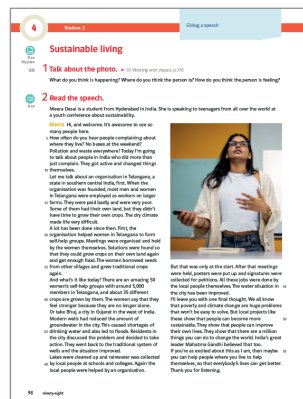 4
Station 2
Giving a speech
Sustainable living
1 Talk about the photo.
What do you think is happening? Where do you think the person is? How do you think the person is feeling?
2 Read the speech.
Meera Desai is a student from Hyderabad in India. She is speaking to teenagers from all over the world at
a youth conference about sustainability.
Meera Hi, and welcome. It's awesome to see so
many people here.
How often do you hear people complaining about
where they live? No buses at the weekend?
Pollution and waste everywhere? Today I'm going
to talk about people in India who did more than
just complain. They got active and changed things
themselves.
Let me talk about an organisation in Telangana, a
state in southern central India, first. When the
organisation was founded, most men and women
in Telangana were employed as workers on larger
farms. They were paid badly and were very poor.
Some of them had their own land, but they didn't
have time to grow their own crops. The dry climate
made life very difficult.
A lot has been done since then. First, the
organisation helped women in Telangana to form
self-help groups. Meetings were organised and held
by the women themselves. Solutions were found so
that they could grow crops on their own land again
and get enough food. The women borrowed seeds
from other villages and grew traditional crops
again.
And what's it like today? There are an amazing 50
women's self-help groups with around 5,000
members in Telangana, and about 25 different
crops are grown by them. The women say that they
feel stronger because they are no longer alone.
Or take Bhuj, a city in Gujarat in the west of India.
Modern wells had reduced the amount of
groundwater in the city. This caused shortages of
drinking water and also led to floods. Residents in
the city discussed the problem and decided to take
action. They went back to the traditional system of
wells and the situation improved.
Lakes were cleaned up and rainwater was collected
by local people at schools and colleges. Again the
local people were helped by an organisation.
But that was only at the start. After that meetings
were held, posters were put up and signatures were
collected for petitions. All these jobs were done by
the local people themselves. The water situation in
the city has been improved.
I'll leave you with one final thought. We all know
that poverty and climate change are huge problems
that won't be easy to solve. But local projects like
these show that people can become more
sustainable. They show that people can improve
their own lives. They show that there are a million
things you can do to change the world. India's great
leader Mahatma Gandhi believed that too.
If you're as excited about this as I am, then maybe
you can help people where you live to help
themselves, so that everybody's lives can get better.
Thank you for listening.
98 ninety-eight